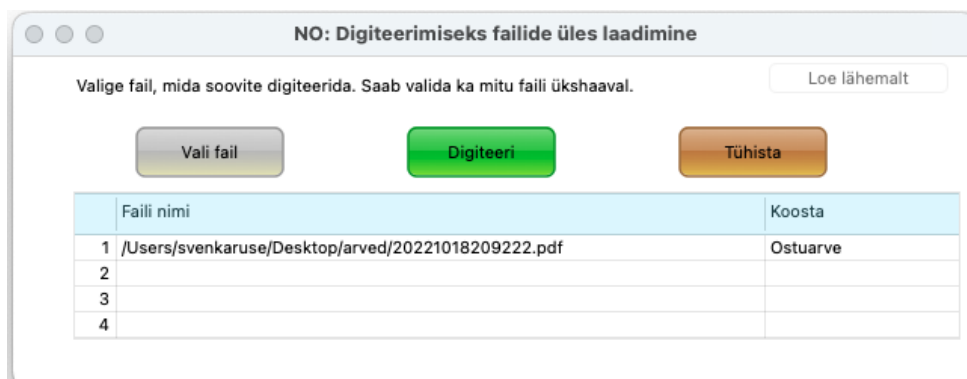 NO: Digiteerimiseks failide üles laadimine
Valige fail, mida soovite digiteerida. Saab valida ka mitu faili ükshaaval.
Loe lähemalt
Vali fail
Digiteeri
Tühista
Faili nimi Koosta
1 /Users/svenkaruse/Desktop/arved/20221018209222.pdf Ostuarve
2
3
4